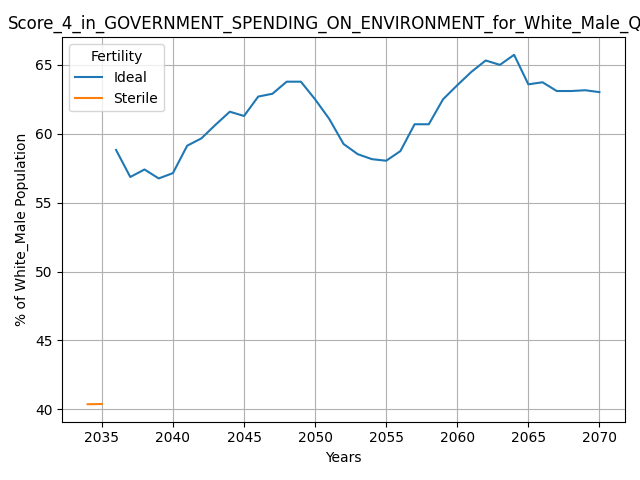 Score_4_in_GOVERNMENT_SPENDING_ON_ENVIRONMENT_for_White_Male_Q
Fertility
Ideal
Sterile
% of White_Male Population
65
60
55
50
45
40
2035 2040 2045 2050 2055 2060 2065 2070
Years